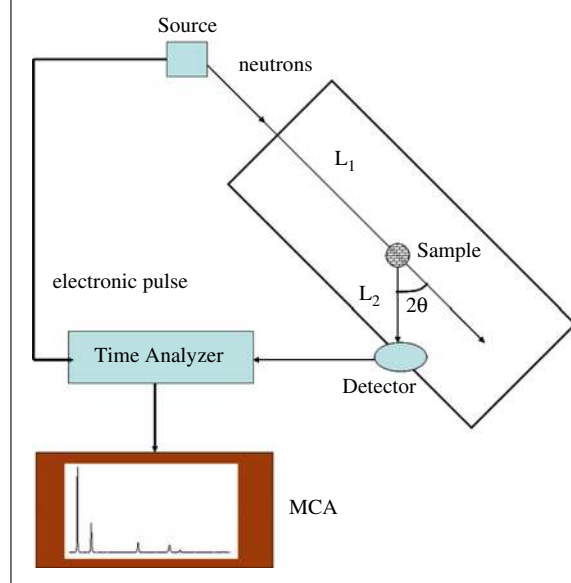 Source
neutrons
L₁
Sample
electronic pulse
L₂
2θ
Time Analyzer
Detector
MCA